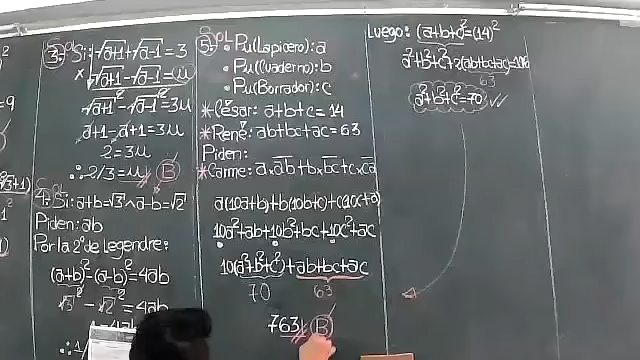 3. Si: √a+1 + √a-1 = 3
x √a+1 - √a-1 = μ
√a+1² - √a-1² = 3μ
a+1 - a+1 = 3μ
2 = 3μ
∴ 2/3 = μ B
4. Si: a+b=√3 ∧ a-b=√2
Piden: ab
Por la 2° de legendre:
(a+b)² - (a-b)² = 4ab
√3² - √2² = 4ab
5.
• Pu(Lapicero): a
• Pu(Cuaderno): b
• Pu(Borrador): c
* César: a+b+c = 14
* René: ab+bc+ac = 63
Piden:
* Carme: a x ab + b x bc + c x ca
a(10a+b)+b(10b+c)+c(10c+a)
10a²+ab+10b²+bc+10c²+ac
10(a²+b²+c²)+ab+bc+ac
70 63
763 B
Luego: (a+b+c)² = (14)²
a²+b²+c²+2(ab+bc+ac)=196
63
a²+b²+c²=70